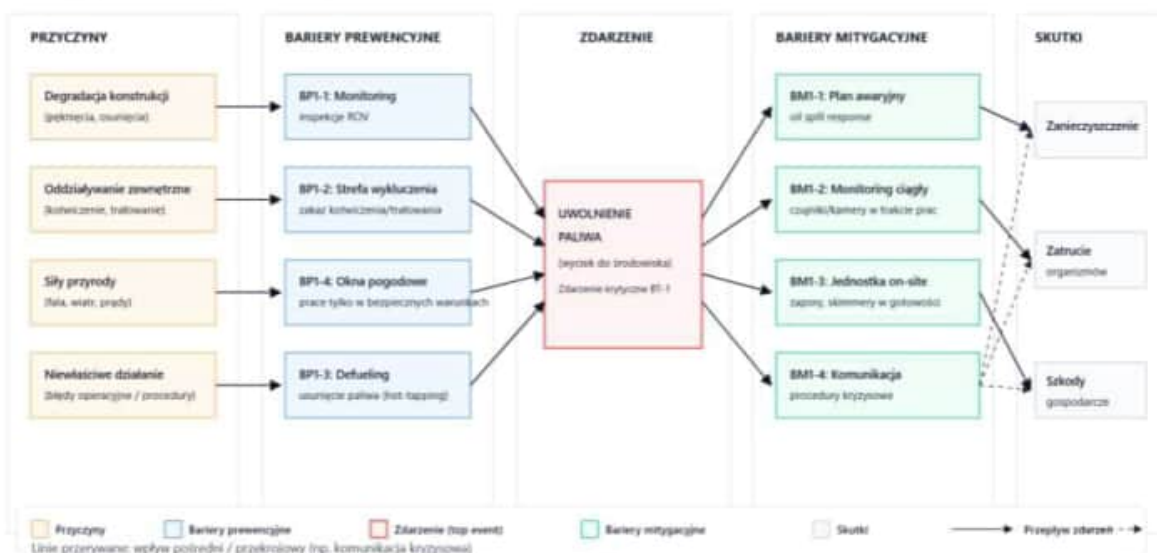 PRZYCZYNY
BARIERY PREWENCYJNE
ZDARZENIE
BARIERY MITYGACYJNE
SKUTKI
Degradacja konstrukcji
(pęknięcia, osunięcia)
Oddziaływanie zewnętrzne
(kotwiczenie, trałowanie)
Siły przyrody
(fala, wiatr, prądy)
Niewłaściwe działanie
(błędy operacyjne / procedury)
BP1-1: Monitoring
inspekcje ROV
BP1-2: Strefa wykluczenia
zakaz kotwiczenia/trałowania
BP1-4: Okna pogodowe
prace tylko w bezpiecznych warunkach
BP1-3: Defueling
usunięcie paliwa (hot-tapping)
UWOLNIENIE
PALIWA
(wyciek do środowiska)
Zdarzenie krytyczne B1-1
BM1-1: Plan awaryjny
oil spill response
BM1-2: Monitoring ciągły
czujniki/kamery w trakcie prac
BM1-3: Jednostka on-site
zapory, skimmery w gotowości
BM1-4: Komunikacja
procedury kryzysowe
Zanieczyszczenie
Zatrucie
organizmów
Szkody
gospodarcze
Przyczyny
Bariery prewencyjne
Zdarzenie (top event)
Bariery mitygacyjne
Skutki
Przepływ zdarzeń
Linie przerywane: wpływ pośredni / przekrojowy (np. komunikacja kryzysowa)